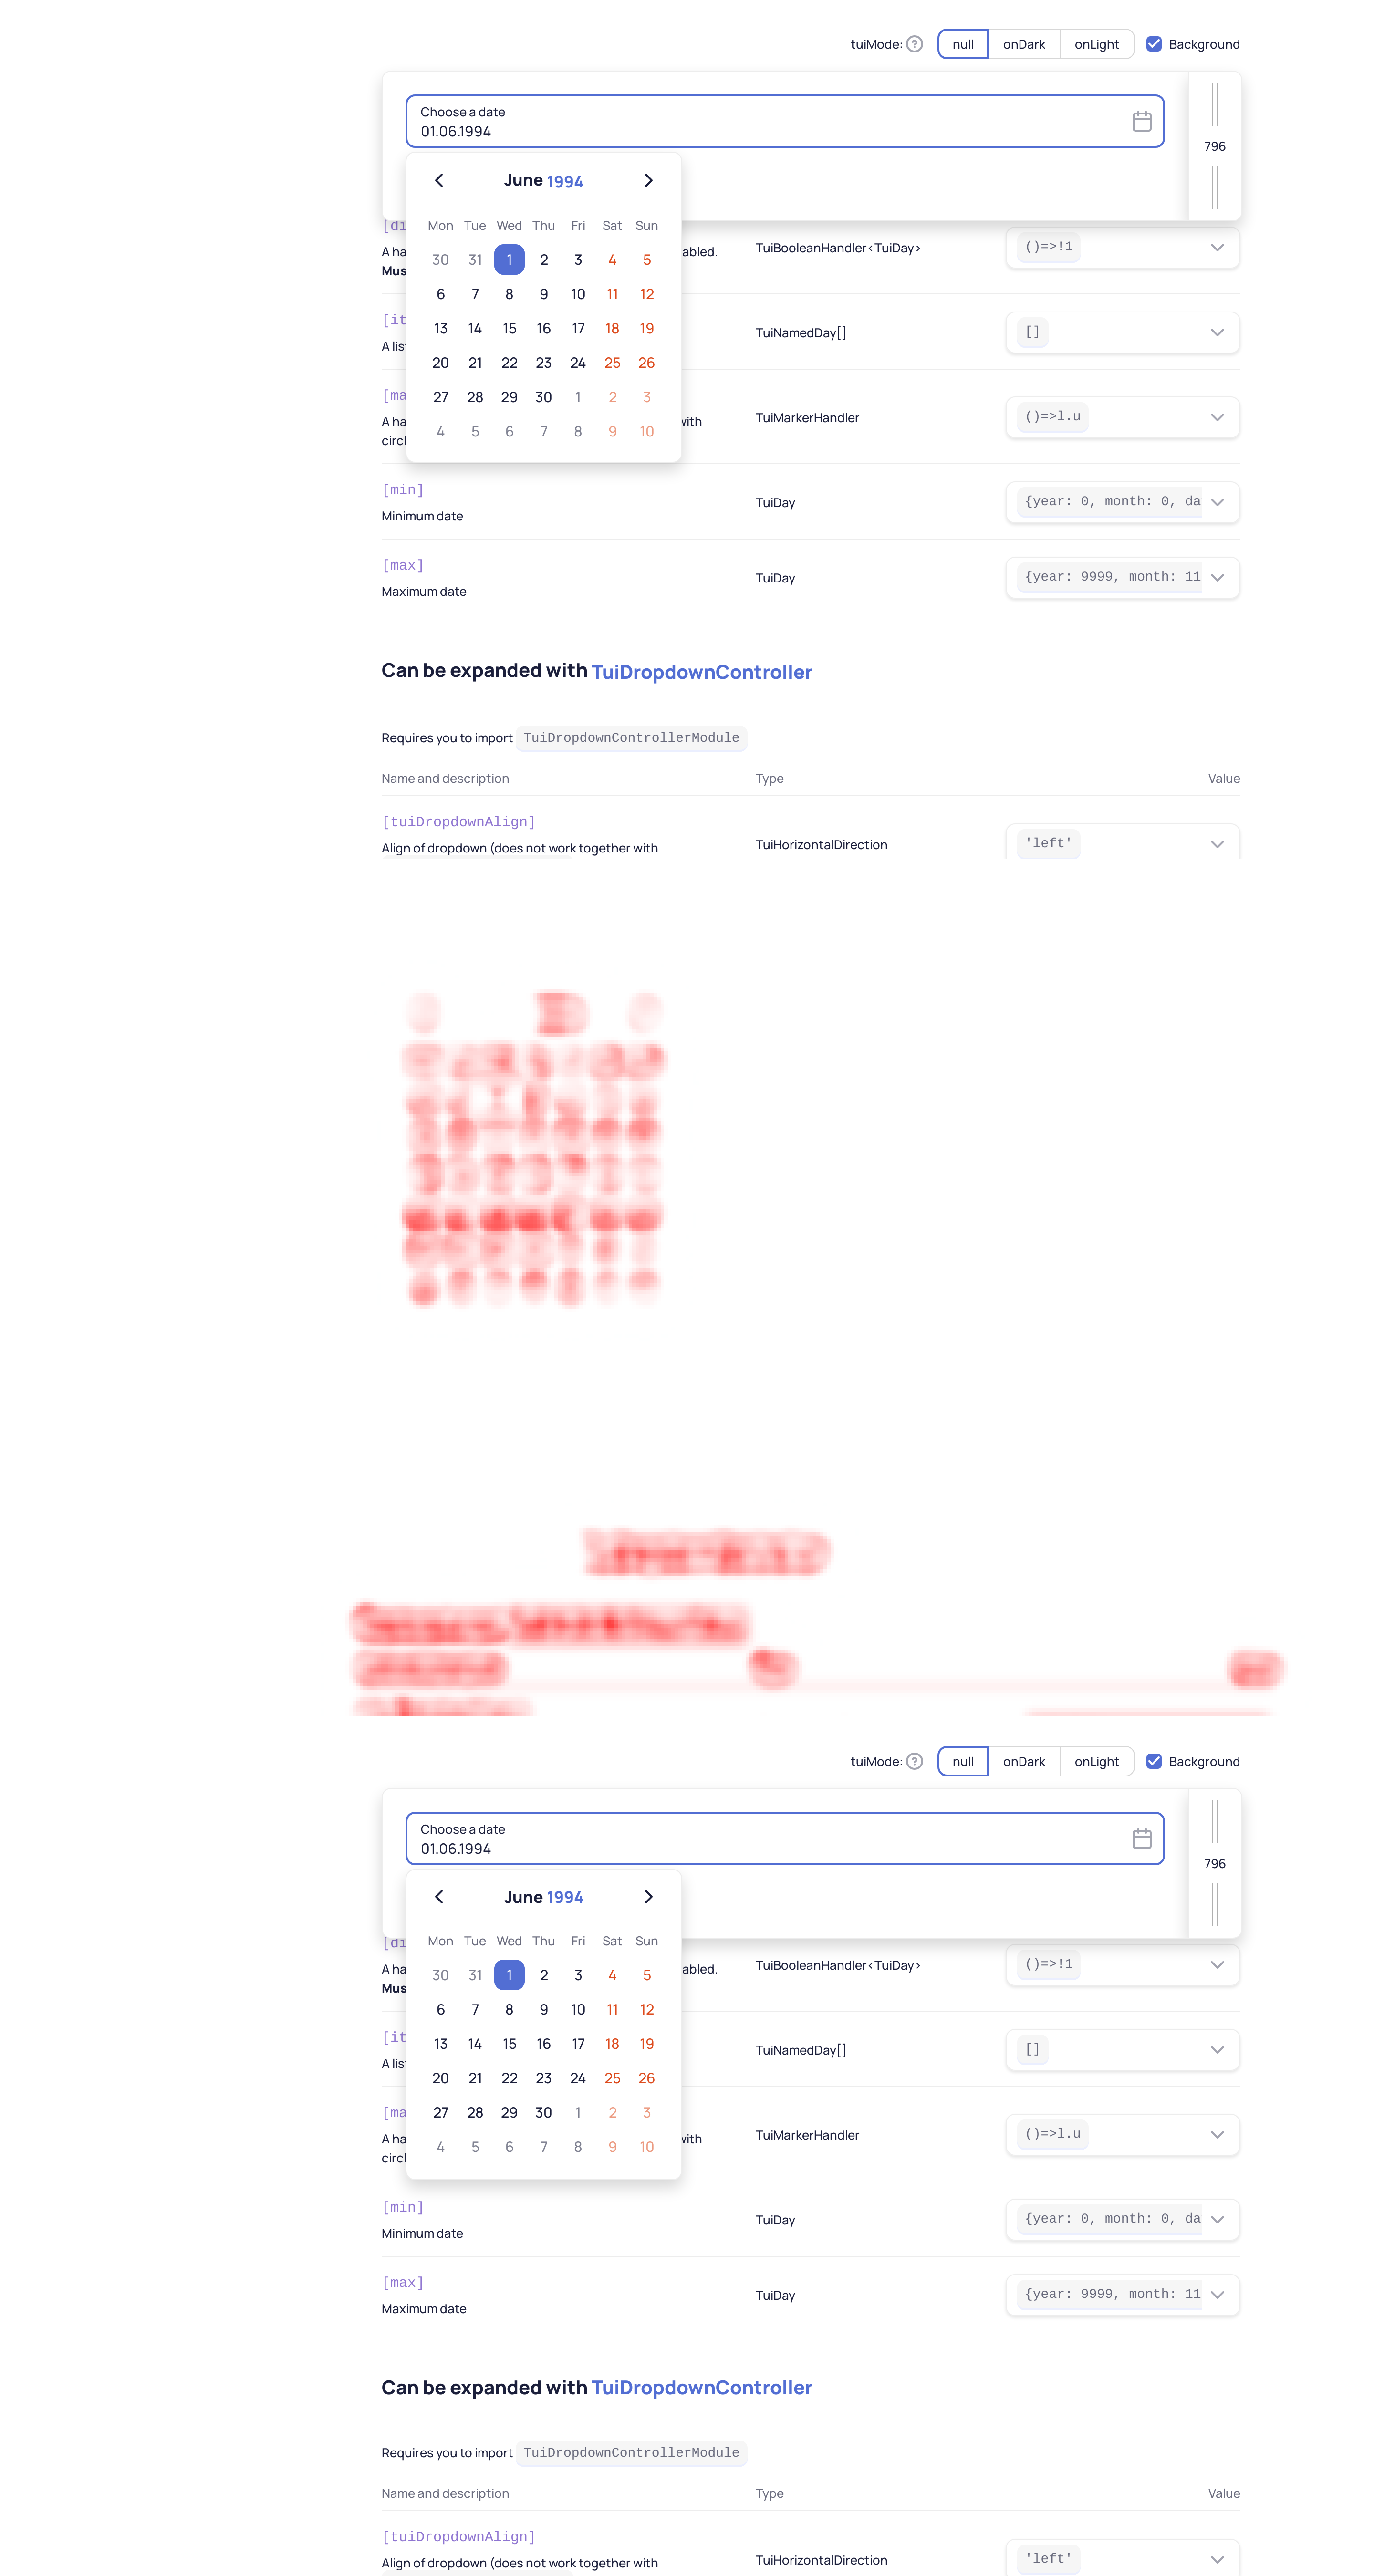 tuiMode: ? null onDark onLight Background
Choose a date
01.06.1994
796
June 1994
Mon Tue Wed Thu Fri Sat Sun
[di
30 31 1 2 3 4 5
A ha abled. TuiBooleanHandler<TuiDay> ()=>!1
Mus
6 7 8 9 10 11 12
[it
13 14 15 16 17 18 19
A lis TuiNamedDay[] []
20 21 22 23 24 25 26
[ma
27 28 29 30 1 2 3
A ha with TuiMarkerHandler ()=>l.u
4 5 6 7 8 9 10
circl
[min]
Minimum date TuiDay {year: 0, month: 0, da
[max]
Maximum date TuiDay {year: 9999, month: 11
Can be expanded with TuiDropdownController
Requires you to import TuiDropdownControllerModule
Name and description Type Value
[tuiDropdownAlign]
Align of dropdown (does not work together with TuiHorizontalDirection 'left'
tuiMode: ? null onDark onLight Background
Choose a date
01.06.1994
796
June 1994
Mon Tue Wed Thu Fri Sat Sun
[di
30 31 1 2 3 4 5
A ha abled. TuiBooleanHandler<TuiDay> ()=>!1
Mus
6 7 8 9 10 11 12
[it
13 14 15 16 17 18 19
A lis TuiNamedDay[] []
20 21 22 23 24 25 26
[ma
27 28 29 30 1 2 3
A ha with TuiMarkerHandler ()=>l.u
4 5 6 7 8 9 10
circl
[min]
Minimum date TuiDay {year: 0, month: 0, da
[max]
Maximum date TuiDay {year: 9999, month: 11
Can be expanded with TuiDropdownController
Requires you to import TuiDropdownControllerModule
Name and description Type Value
[tuiDropdownAlign]
Align of dropdown (does not work together with TuiHorizontalDirection 'left'